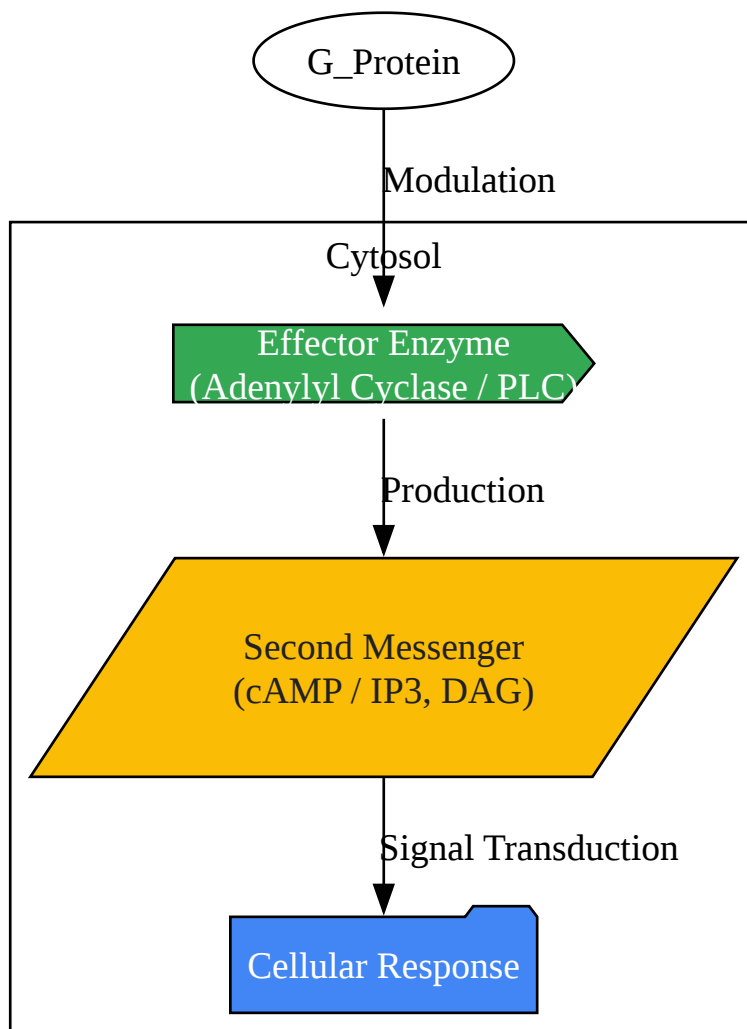 G_Protein
Modulation
Cytosol
Effector Enzyme
(Adenylyl Cyclase / PLC)
Production
Second Messenger
(cAMP / IP3, DAG)
Signal Transduction
Cellular Response